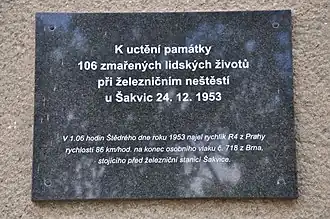 K uctění památky
106 zmařených lidských životů
při železničním neštěstí
u Šakvic 24. 12. 1953
V 1.06 hodin Štědrého dne roku 1953 najel rychlík R4 z Prahy
rychlostí 86 km/hod. na konec osobního vlaku č. 718 z Brna,
stojícího před železniční stanicí Šakvice.